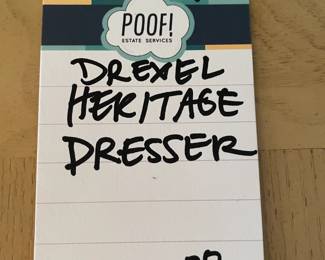 POOF!
ESTATE SERVICES
DREXEL
HERITAGE
DRESSER